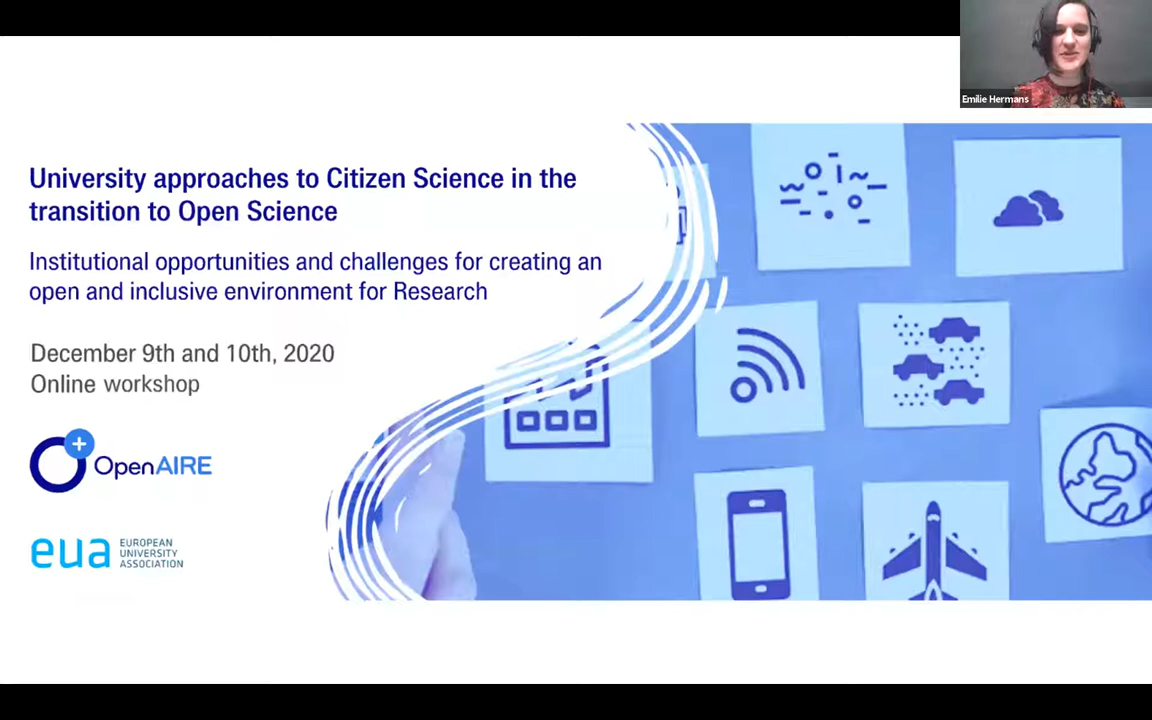 Emilie Hermans
University approaches to Citizen Science in the
transition to Open Science
Institutional opportunities and challenges for creating an
open and inclusive environment for Research
December 9th and 10th, 2020
Online workshop
OpenAIRE
eua EUROPEAN
UNIVERSITY
ASSOCIATION